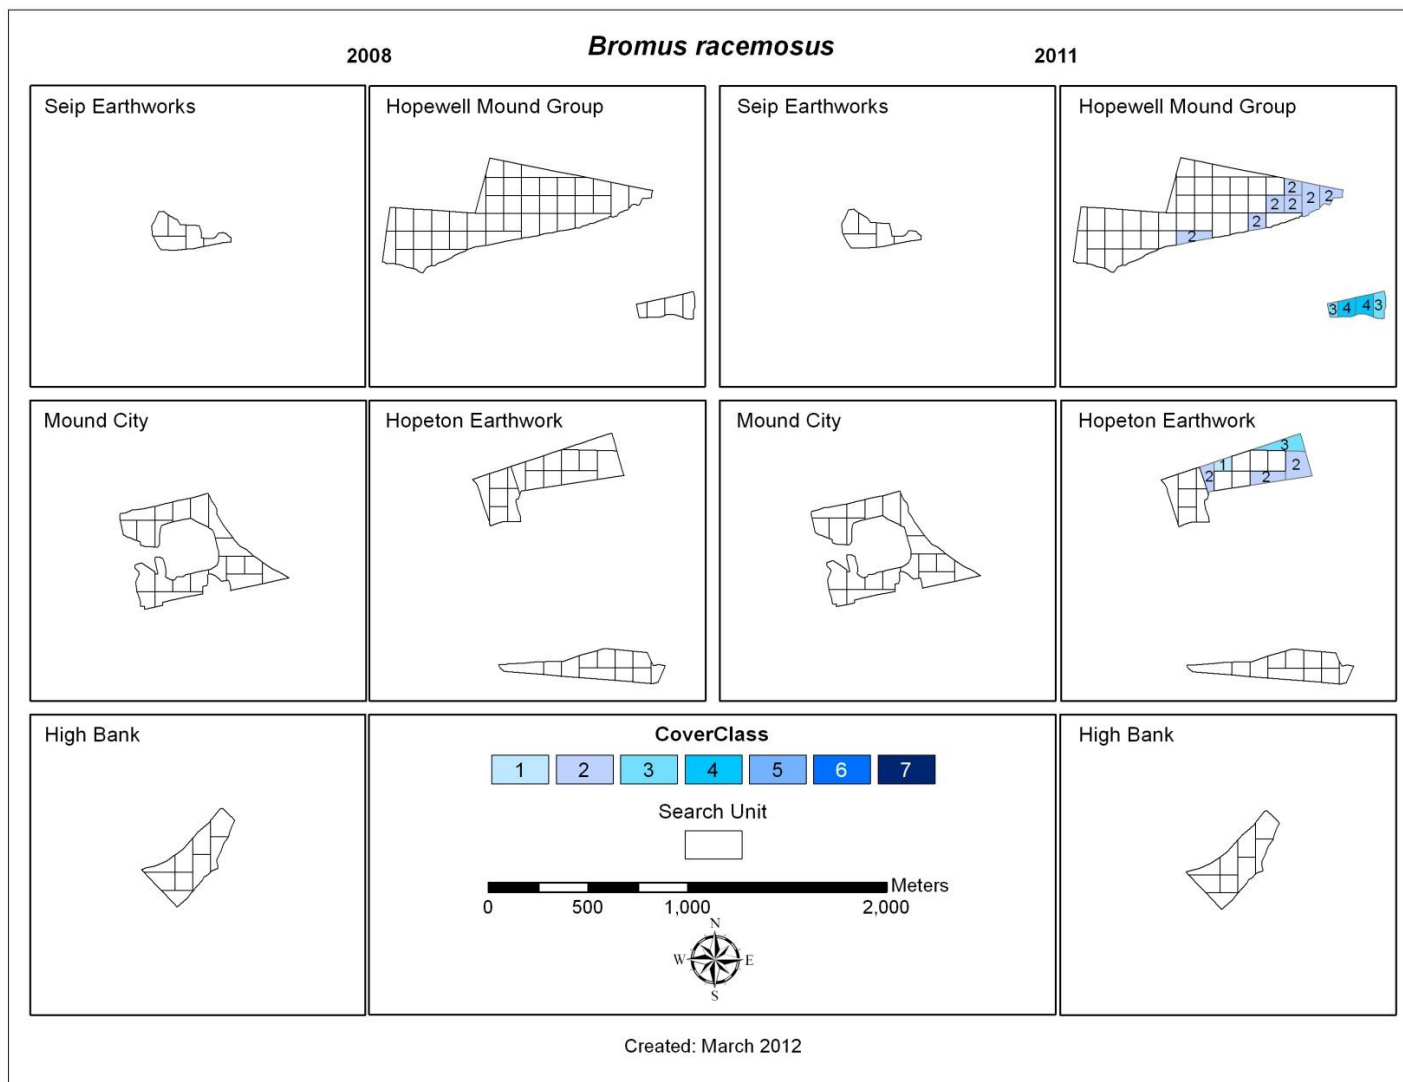 Bromus racemosus
2008
2011
Seip Earthworks
Hopewell Mound Group
Seip Earthworks
Hopewell Mound Group
2
2 2 2 2
2
2
3 4 4 3
Mound City
Hopeton Earthwork
Mound City
Hopeton Earthwork
3
1 2
2 2
High Bank
CoverClass
1 2 3 4 5 6 7
Search Unit
Meters
0 500 1,000 2,000
N
W E
S
High Bank
Created: March 2012